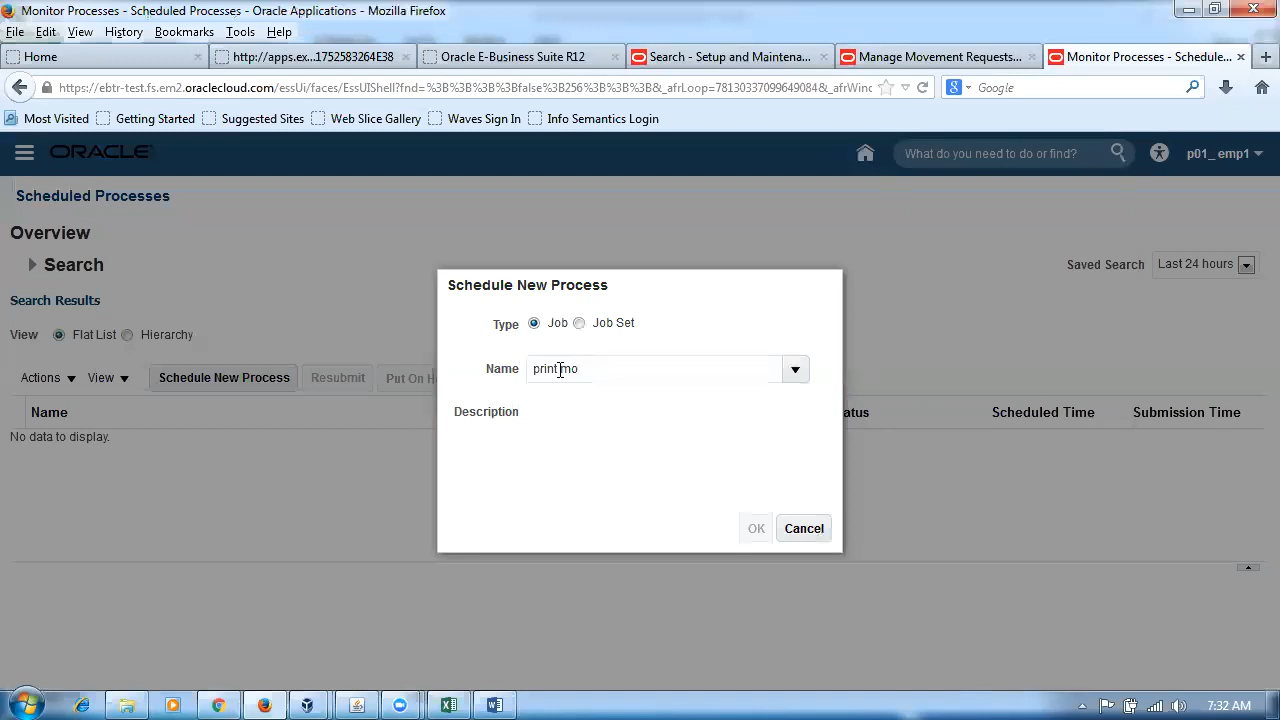 Monitor Processes - Scheduled Processes - Oracle Applications - Mozilla Firefox
File Edit View History Bookmarks Tools Help
Home
http://apps.ex...1752583264E38
Oracle E-Business Suite R12
Search - Setup and Maintena...
Manage Movement Requests...
Monitor Processes - Schedule...
https://ebtr-test.fs.em2.oraclecloud.com/essUi/faces/EssUIShell?fnd=%3B%3B%3B%3Bfalse%3B256%3B%3B%3B&_afrLoop=78130337099649084&_afrWind
Google
Most Visited
Getting Started
Suggested Sites
Web Slice Gallery
Waves Sign In
Info Semantics Login
ORACLE
What do you need to do or find?
p01_ emp1
Scheduled Processes
Overview
Search
Saved Search Last 24 hours
Search Results
View Flat List Hierarchy
Actions View Schedule New Process Resubmit Put On H
Name atus Scheduled Time Submission Time
No data to display.
Schedule New Process
Type Job Job Set
Name print mo
Description
OK Cancel
7:32 AM